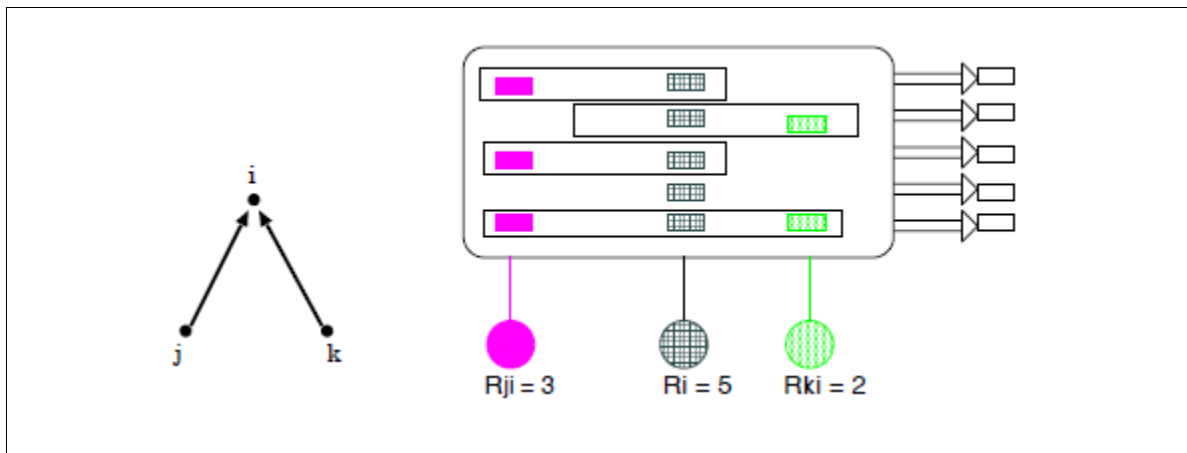 i
j
k
Rji = 3
Ri = 5
Rki = 2